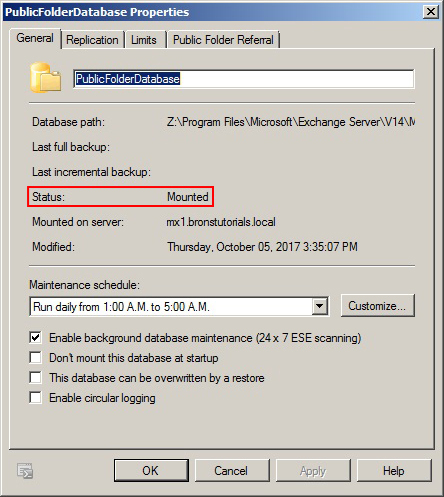 PublicFolderDatabase Properties
General Replication Limits Public Folder Referral
PublicFolderDatabase
Database path: Z:\Program Files\Microsoft\Exchange Server\V14\M
Last full backup:
Last incremental backup:
Status: Mounted
Mounted on server: mx1.bronstutorials.local
Modified: Thursday, October 05, 2017 3:35:07 PM
Maintenance schedule:
Run daily from 1:00 A.M. to 5:00 A.M. Customize...
Enable background database maintenance (24 x 7 ESE scanning)
Don't mount this database at startup
This database can be overwritten by a restore
Enable circular logging
OK Cancel Apply Help